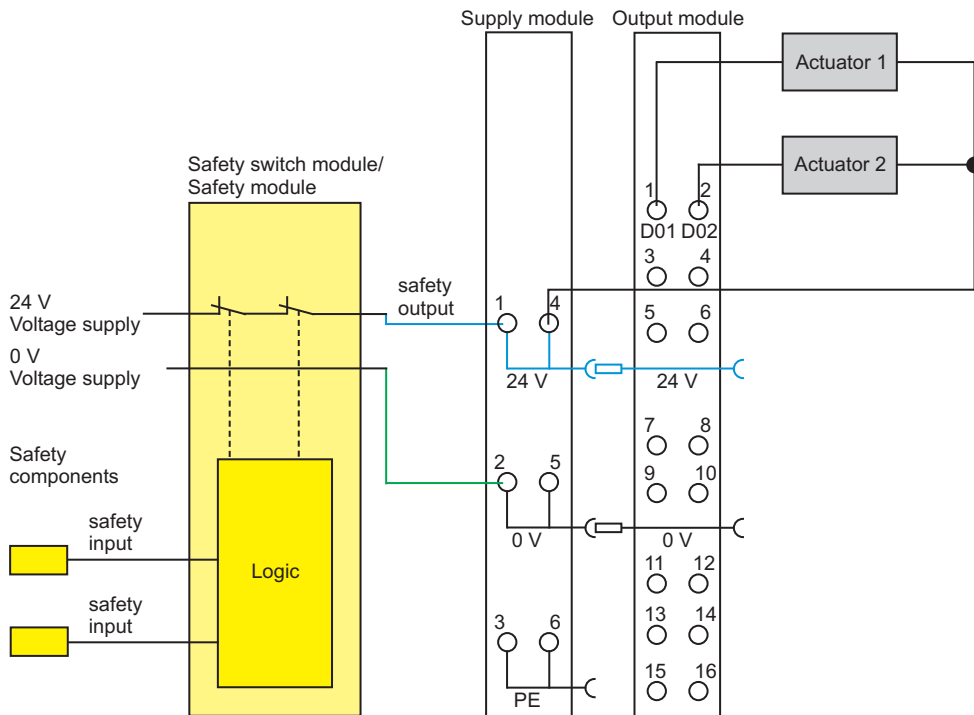 Supply module
Output module
Actuator 1
Actuator 2
Safety switch module/
Safety module
1
2
D01
D02
3
4
safety
output
24 V
Voltage supply
1
4
5
6
0 V
Voltage supply
24 V
24 V
7
8
Safety
components
2
5
9
10
safety
input
0 V
0 V
Logic
11
12
safety
input
3
6
13
14
15
16
PE